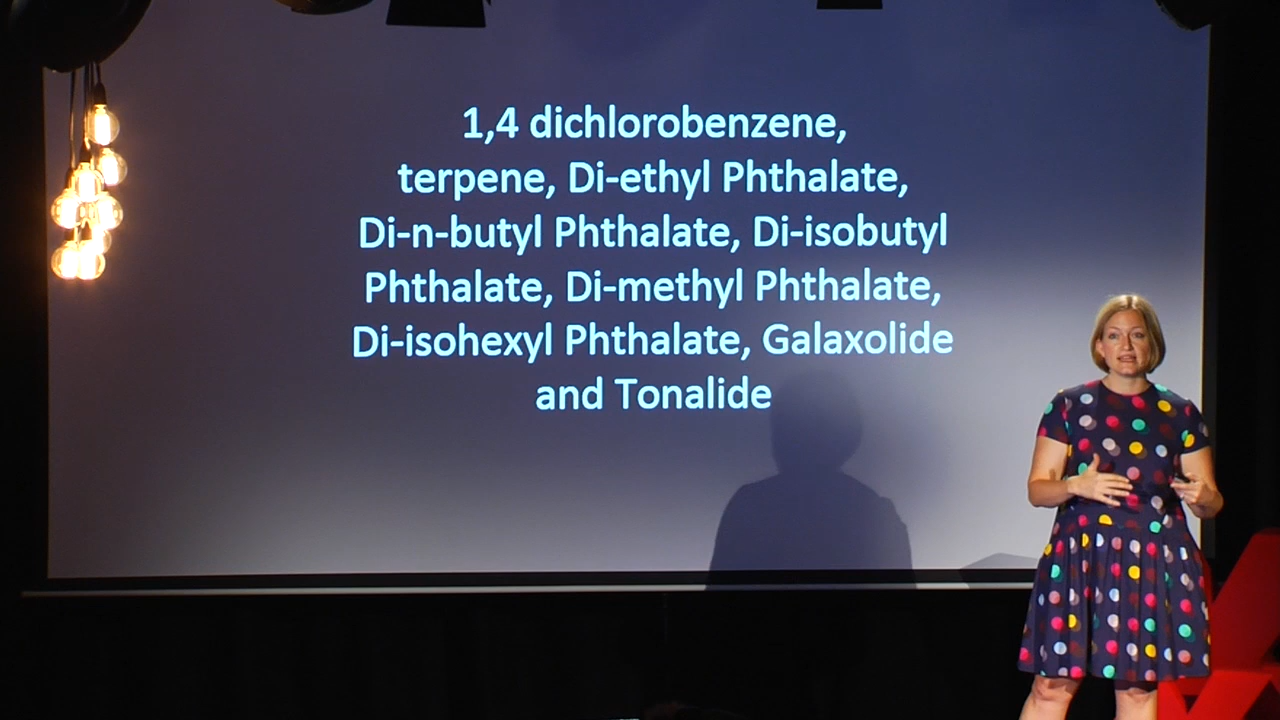 1,4 dichlorobenzene,
terpene, Di-ethyl Phthalate,
Di-n-butyl Phthalate, Di-isobutyl
Phthalate, Di-methyl Phthalate,
Di-isohexyl Phthalate, Galaxolide
and Tonalide